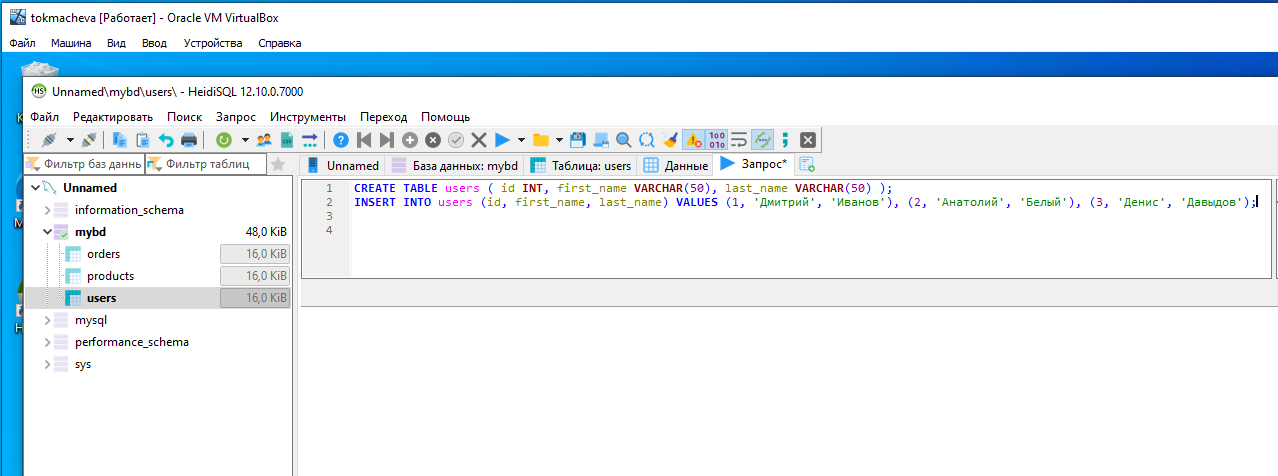 tokmacheva [Работает] - Oracle VM VirtualBox
Файл Машина Вид Ввод Устройства Справка
Unnamed\mybd\users\ - HeidiSQL 12.10.0.7000
Файл Редактировать Поиск Запрос Инструменты Переход Помощь
Фильтр баз даннь Фильтр таблиц
Unnamed База данных: mybd Таблица: users Данные Запрос*
Unnamed
information_schema
mybd 48,0 KiB
orders 16,0 KiB
products 16,0 KiB
users 16,0 KiB
mysql
performance_schema
sys
1 CREATE TABLE users ( id INT, first_name VARCHAR(50), last_name VARCHAR(50) );
2 INSERT INTO users (id, first_name, last_name) VALUES (1, 'Дмитрий', 'Иванов'), (2, 'Анатолий', 'Белый'), (3, 'Денис', 'Давыдов');
3
4